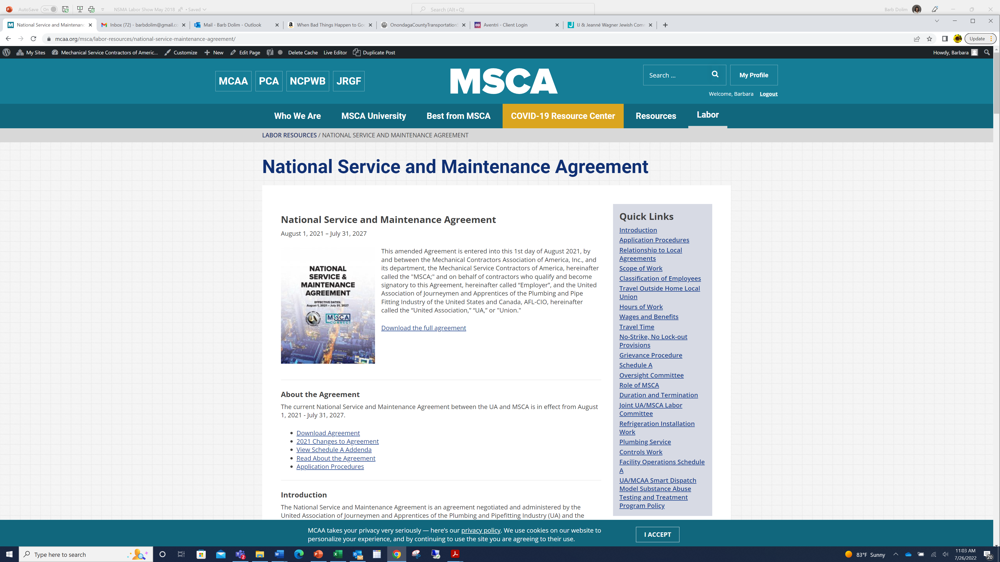 AutoSave On NSMA Labor Show May 2018 • Saved Search (Alt+Q) Barb Dolim
National Service and Maintenanc Inbox (72) - barbdolim@gmail.co Mail - Barb Dolim - Outlook When Bad Things Happen to Goo OnondagaCountyTransportationS Aventri - Client Login IJ & Jeanné Wagner Jewish Com
mcaa.org/msca/labor-resources/national-service-maintenance-agreement/ Update
My Sites Mechanical Service Contractors of Americ... Customize New Edit Page Delete Cache Live Editor Duplicate Post Howdy, Barbara
MCAA PCA NCPWB JRGF MSCA Search ... My Profile
Welcome, Barbara Logout
Who We Are MSCA University Best from MSCA COVID-19 Resource Center Resources Labor
LABOR RESOURCES / NATIONAL SERVICE AND MAINTENANCE AGREEMENT
National Service and Maintenance Agreement
National Service and Maintenance Agreement
August 1, 2021 – July 31, 2027
NATIONAL
SERVICE &
MAINTENANCE
AGREEMENT
EFFECTIVE DATES:
August 1, 2021 – July 31, 2027
UA MSCA
CONNECT
This amended Agreement is entered into this 1st day of August 2021, by
and between the Mechanical Contractors Association of America, Inc., and
its department, the Mechanical Service Contractors of America, hereinafter
called the "MSCA;" and on behalf of contractors who qualify and become
signatory to this Agreement, hereinafter called “Employer”, and the United
Association of Journeymen and Apprentices of the Plumbing and Pipe
Fitting Industry of the United States and Canada, AFL-CIO, hereinafter
called the “United Association,” “UA,” or "Union."
Download the full agreement
About the Agreement
The current National Service and Maintenance Agreement between the UA and MSCA is in effect from August
1, 2021 - July 31, 2027.
• Download Agreement
• 2021 Changes to Agreement
• View Schedule A Addenda
• Read About the Agreement
• Application Procedures
Introduction
The National Service and Maintenance Agreement is an agreement negotiated and administered by the
United Association of Journeymen and Apprentices of the Plumbing and Pipefitting Industry (UA) and the
Quick Links
Introduction
Application Procedures
Relationship to Local
Agreements
Scope of Work
Classification of Employees
Travel Outside Home Local
Union
Hours of Work
Wages and Benefits
Travel Time
No-Strike, No Lock-out
Provisions
Grievance Procedure
Schedule A
Oversight Committee
Role of MSCA
Duration and Termination
Joint UA/MSCA Labor
Committee
Refrigeration Installation
Work
Plumbing Service
Controls Work
Facility Operations Schedule
A
UA/MCAA Smart Dispatch
Model Substance Abuse
Testing and Treatment
Program Policy
MCAA takes your privacy very seriously — here’s our privacy policy. We use cookies on our website to
personalize your experience, and by continuing to use the site you are agreeing to their use.
I ACCEPT
Type here to search 2 83°F Sunny 11:03 AM
7/26/2022 20